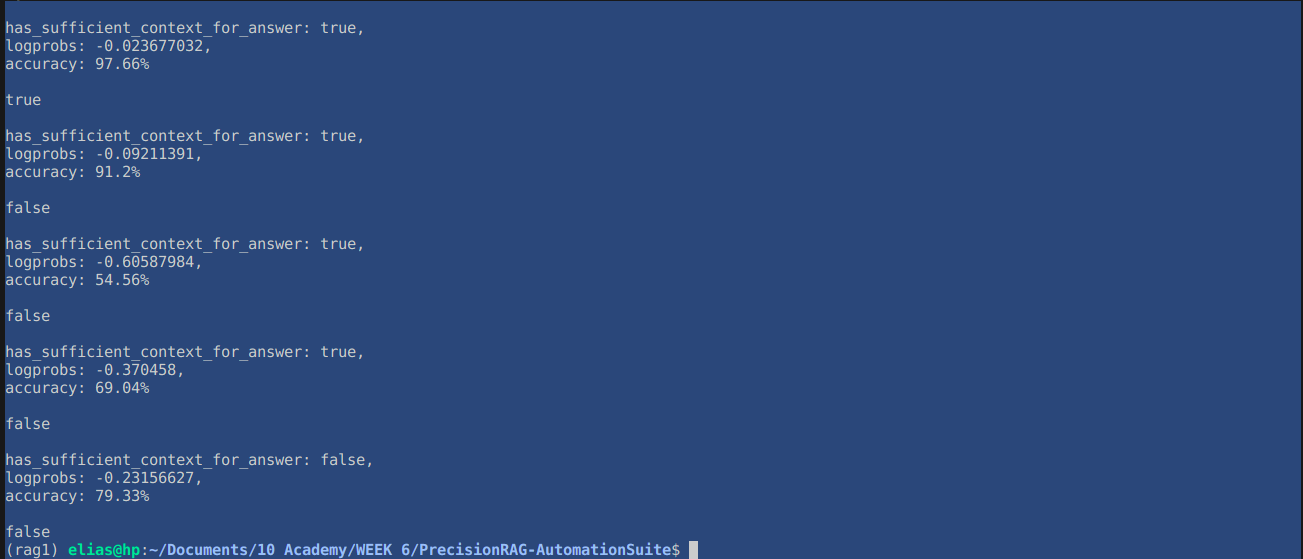 has_sufficient_context_for_answer: true,
logprobs: -0.023677032,
accuracy: 97.66%
true
has_sufficient_context_for_answer: true,
logprobs: -0.09211391,
accuracy: 91.2%
false
has_sufficient_context_for_answer: true,
logprobs: -0.60587984,
accuracy: 54.56%
false
has_sufficient_context_for_answer: true,
logprobs: -0.370458,
accuracy: 69.04%
false
has_sufficient_context_for_answer: false,
logprobs: -0.23156627,
accuracy: 79.33%
false
(rag1) elias@hp:~/Documents/10 Academy/WEEK 6/PrecisionRAG-AutomationSuite$